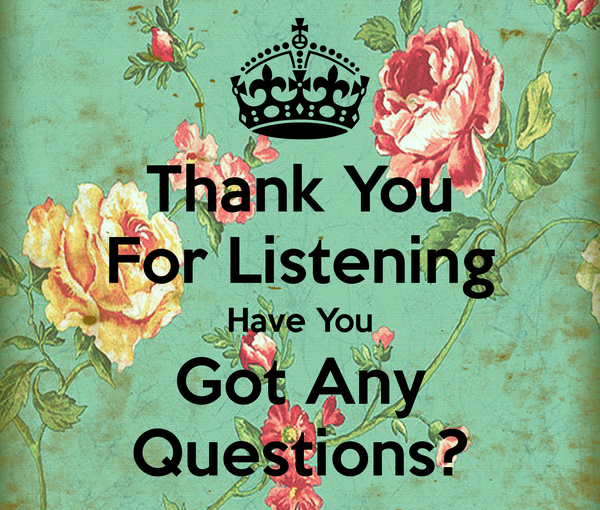 Thank You
For Listening
Have You
Got Any
Questions?